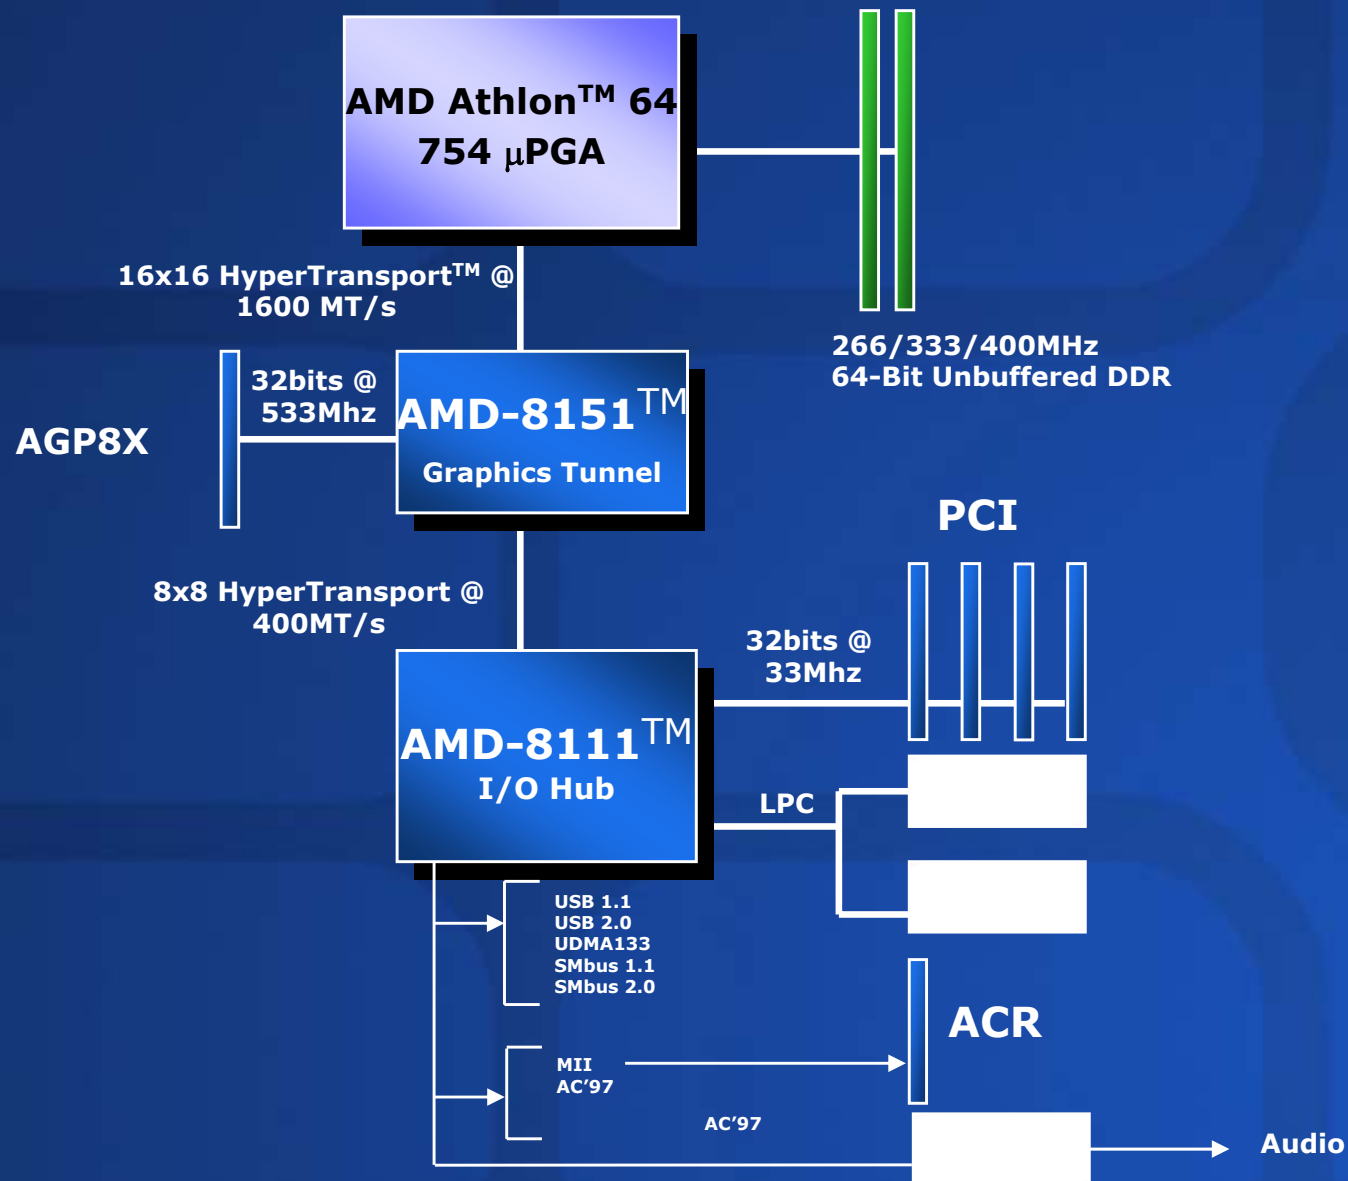 AMD Athlon™ 64
754 µPGA
16x16 HyperTransport™ @
1600 MT/s
266/333/400MHz
64-Bit Unbuffered DDR
32bits @
533Mhz
AGP8X
AMD-8151™
Graphics Tunnel
PCI
8x8 HyperTransport @
400MT/s
32bits @
33Mhz
AMD-8111™
I/O Hub
LPC
USB 1.1
USB 2.0
UDMA133
SMbus 1.1
SMbus 2.0
ACR
MII
AC’97
AC’97
Audio